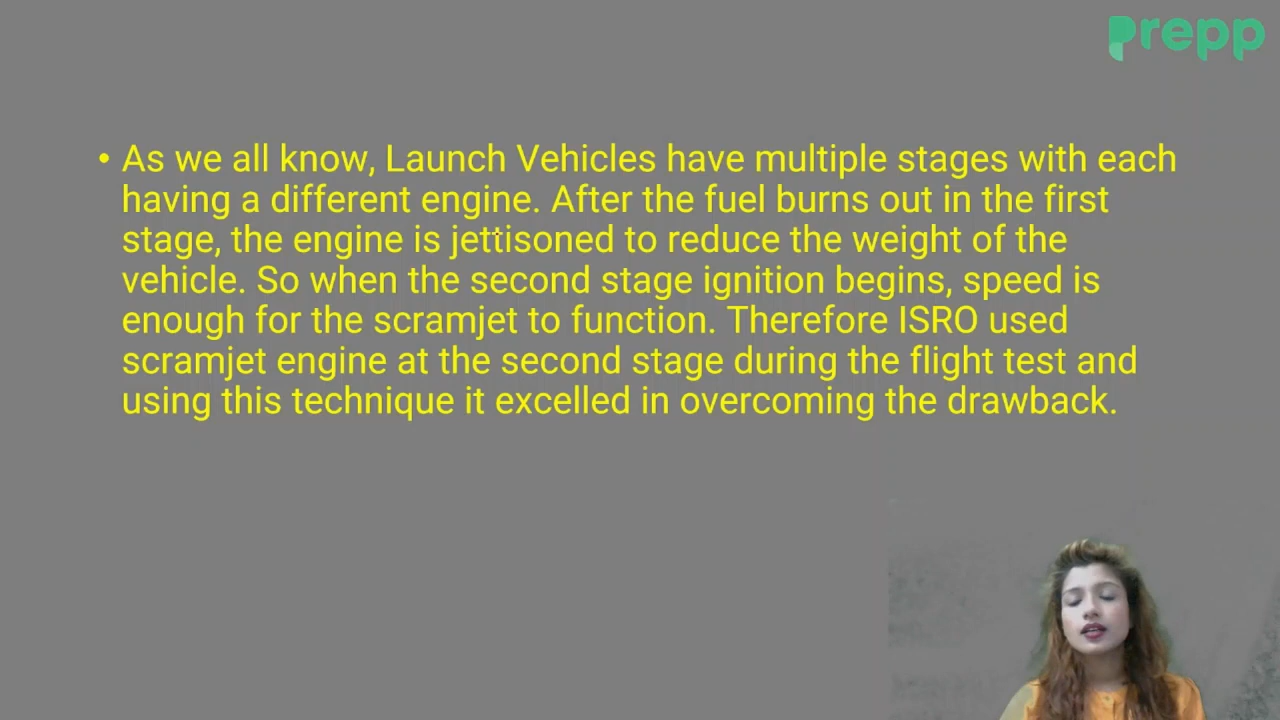 Prepp
• As we all know, Launch Vehicles have multiple stages with each
having a different engine. After the fuel burns out in the first
stage, the engine is jettisoned to reduce the weight of the
vehicle. So when the second stage ignition begins, speed is
enough for the scramjet to function. Therefore ISRO used
scramjet engine at the second stage during the flight test and
using this technique it excelled in overcoming the drawback.